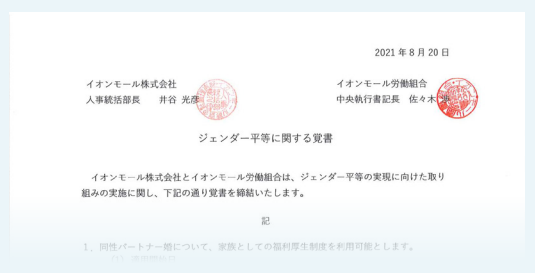 2021年8月20日
イオンモール株式会社 イオンモール労働組合
人事統括部長 井谷 光彦 中央執行書記長 佐々木
ジェンダー平等に関する覚書
イオンモール株式会社とイオンモール労働組合は、ジェンダー平等の実現に向けた取り
組みの実施に関し、下記の通り覚書を締結いたします。
記
1、同性パートナー婚について、家族としての福利厚生制度を利用可能とします。